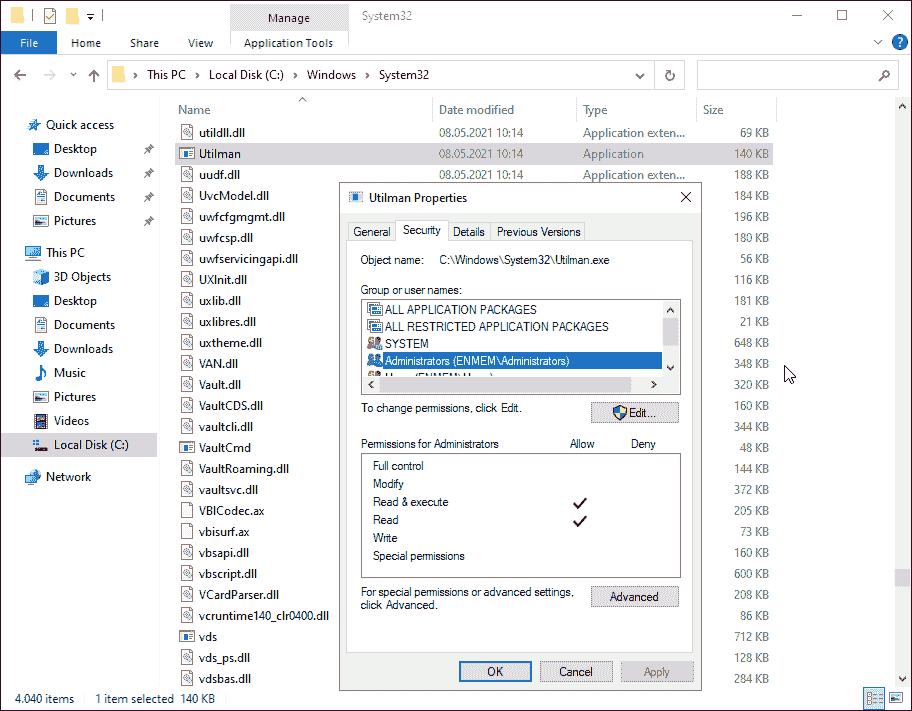 Manage
System32
File
Home
Share
View
Application Tools
?
This PC > Local Disk (C:) > Windows > System32
Name
Date modified
Type
Size
Quick access
Desktop
Downloads
Documents
Pictures
This PC
3D Objects
Desktop
Documents
Downloads
Music
Pictures
Videos
Local Disk (C:)
Network
utildll.dll 08.05.2021 10:14 Application exten... 69 KB
Utilman 08.05.2021 10:14 Application 140 KB
uudf.dll 08.05.2021 10:14 Application exten... 188 KB
UvcModel.dll 184 KB
uwfcfgmgmt.dll 196 KB
uwfcsp.dll 180 KB
uwfservicingapi.dll 56 KB
UXInit.dll 116 KB
uxlib.dll 181 KB
uxlibres.dll 21 KB
uxtheme.dll 648 KB
VAN.dll 348 KB
Vault.dll 320 KB
VaultCDS.dll 160 KB
vaultcli.dll 344 KB
VaultCmd 48 KB
VaultRoaming.dll 144 KB
vaultsvc.dll 372 KB
VBICodec.ax 205 KB
vbisurf.ax 73 KB
vbsapi.dll 160 KB
vbscript.dll 600 KB
VCardParser.dll 208 KB
vcruntime140_clr0400.dll 86 KB
vds 712 KB
vds_ps.dll 128 KB
vdsbas.dll 284 KB
Utilman Properties
General
Security
Details
Previous Versions
Object name: C:\Windows\System32\Utilman.exe
Group or user names:
ALL APPLICATION PACKAGES
ALL RESTRICTED APPLICATION PACKAGES
SYSTEM
Administrators (ENMEM\Administrators)
To change permissions, click Edit.
Edit...
Permissions for Administrators
Allow
Deny
Full control
Modify
Read & execute
Read
Write
Special permissions
For special permissions or advanced settings,
click Advanced.
Advanced
OK
Cancel
Apply
4.040 items
1 item selected 140 KB